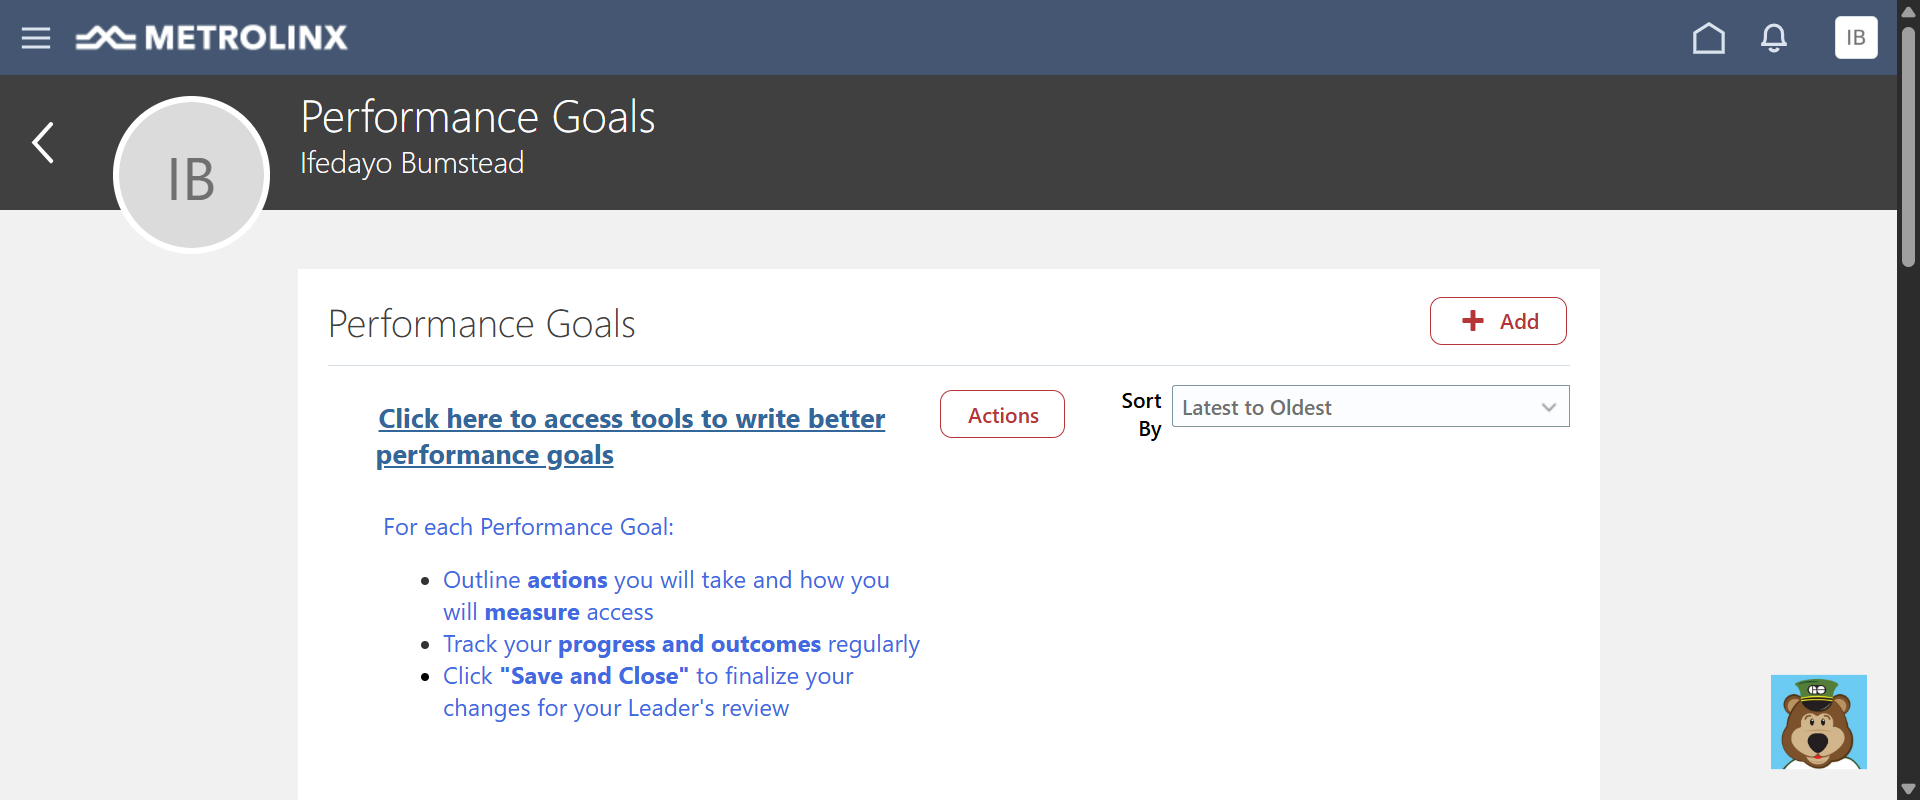 METROLINX
IB
Performance Goals
Ifedayo Bumstead
IB
Performance Goals
Add
Click here to access tools to write better
performance goals
Actions
Sort
By
Latest to Oldest
For each Performance Goal:
Outline actions you will take and how you
will measure access
Track your progress and outcomes regularly
Click "Save and Close" to finalize your
changes for your Leader's review
GO